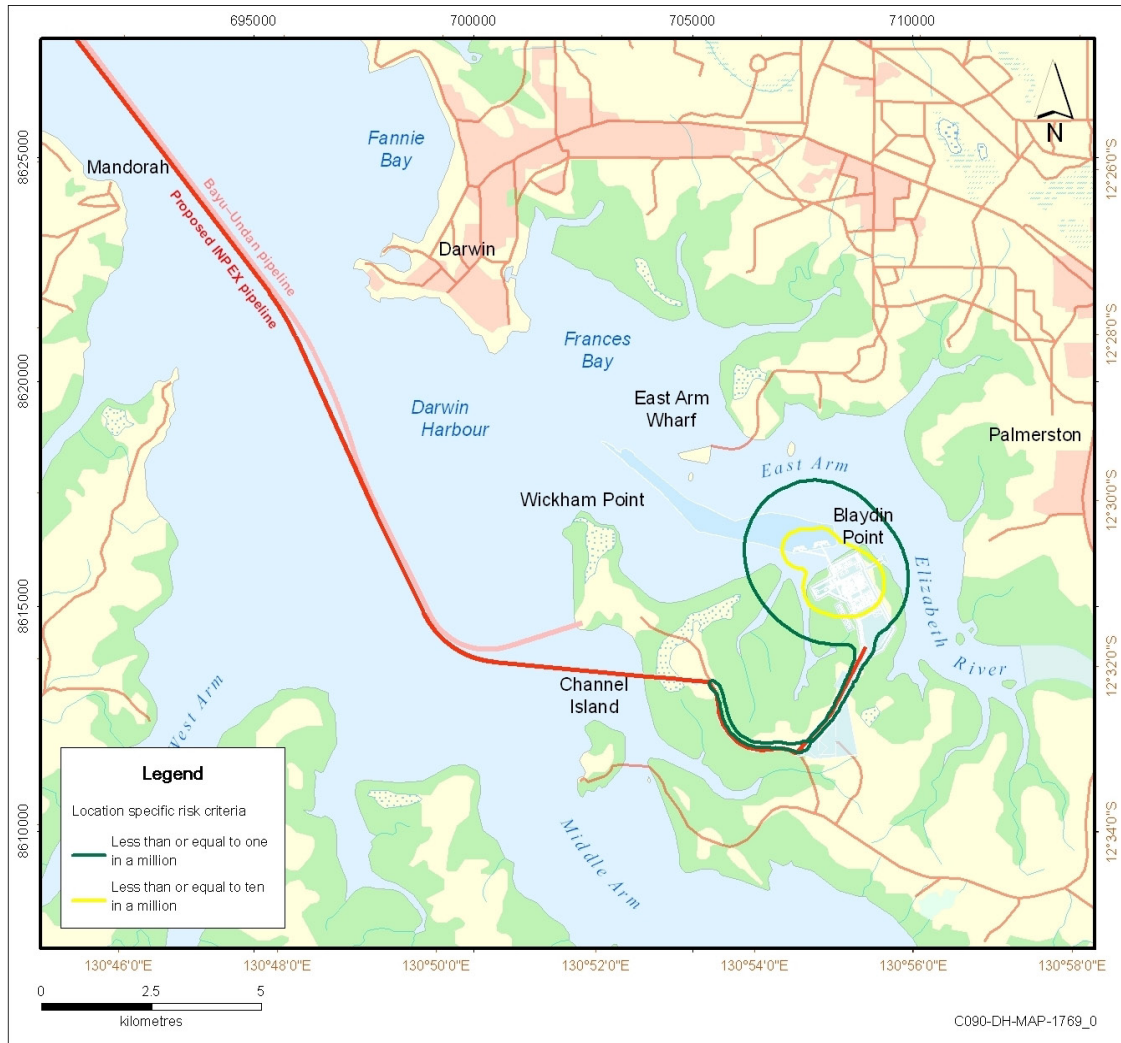 695000
700000
705000
710000
8625000
8620000
8615000
8610000
12°26'0"S
12°28'0"S
12°30'0"S
12°32'0"S
12°34'0"S
N
Fannie
Bay
Mandorah
Bayu–Undan pipeline
Proposed INPEX pipeline
Darwin
Frances
Bay
East Arm
Wharf
Darwin
Harbour
Palmerston
East Arm
Wickham Point
Blaydin
Point
Elizabeth River
Channel
Island
West Arm
Middle Arm
Legend
Location specific risk criteria
Less than or equal to one
in a million
Less than or equal to ten
in a million
130°46'0"E
130°48'0"E
130°50'0"E
130°52'0"E
130°54'0"E
130°56'0"E
130°58'0"E
0
2.5
5
kilometres
C090-DH-MAP-1769_0